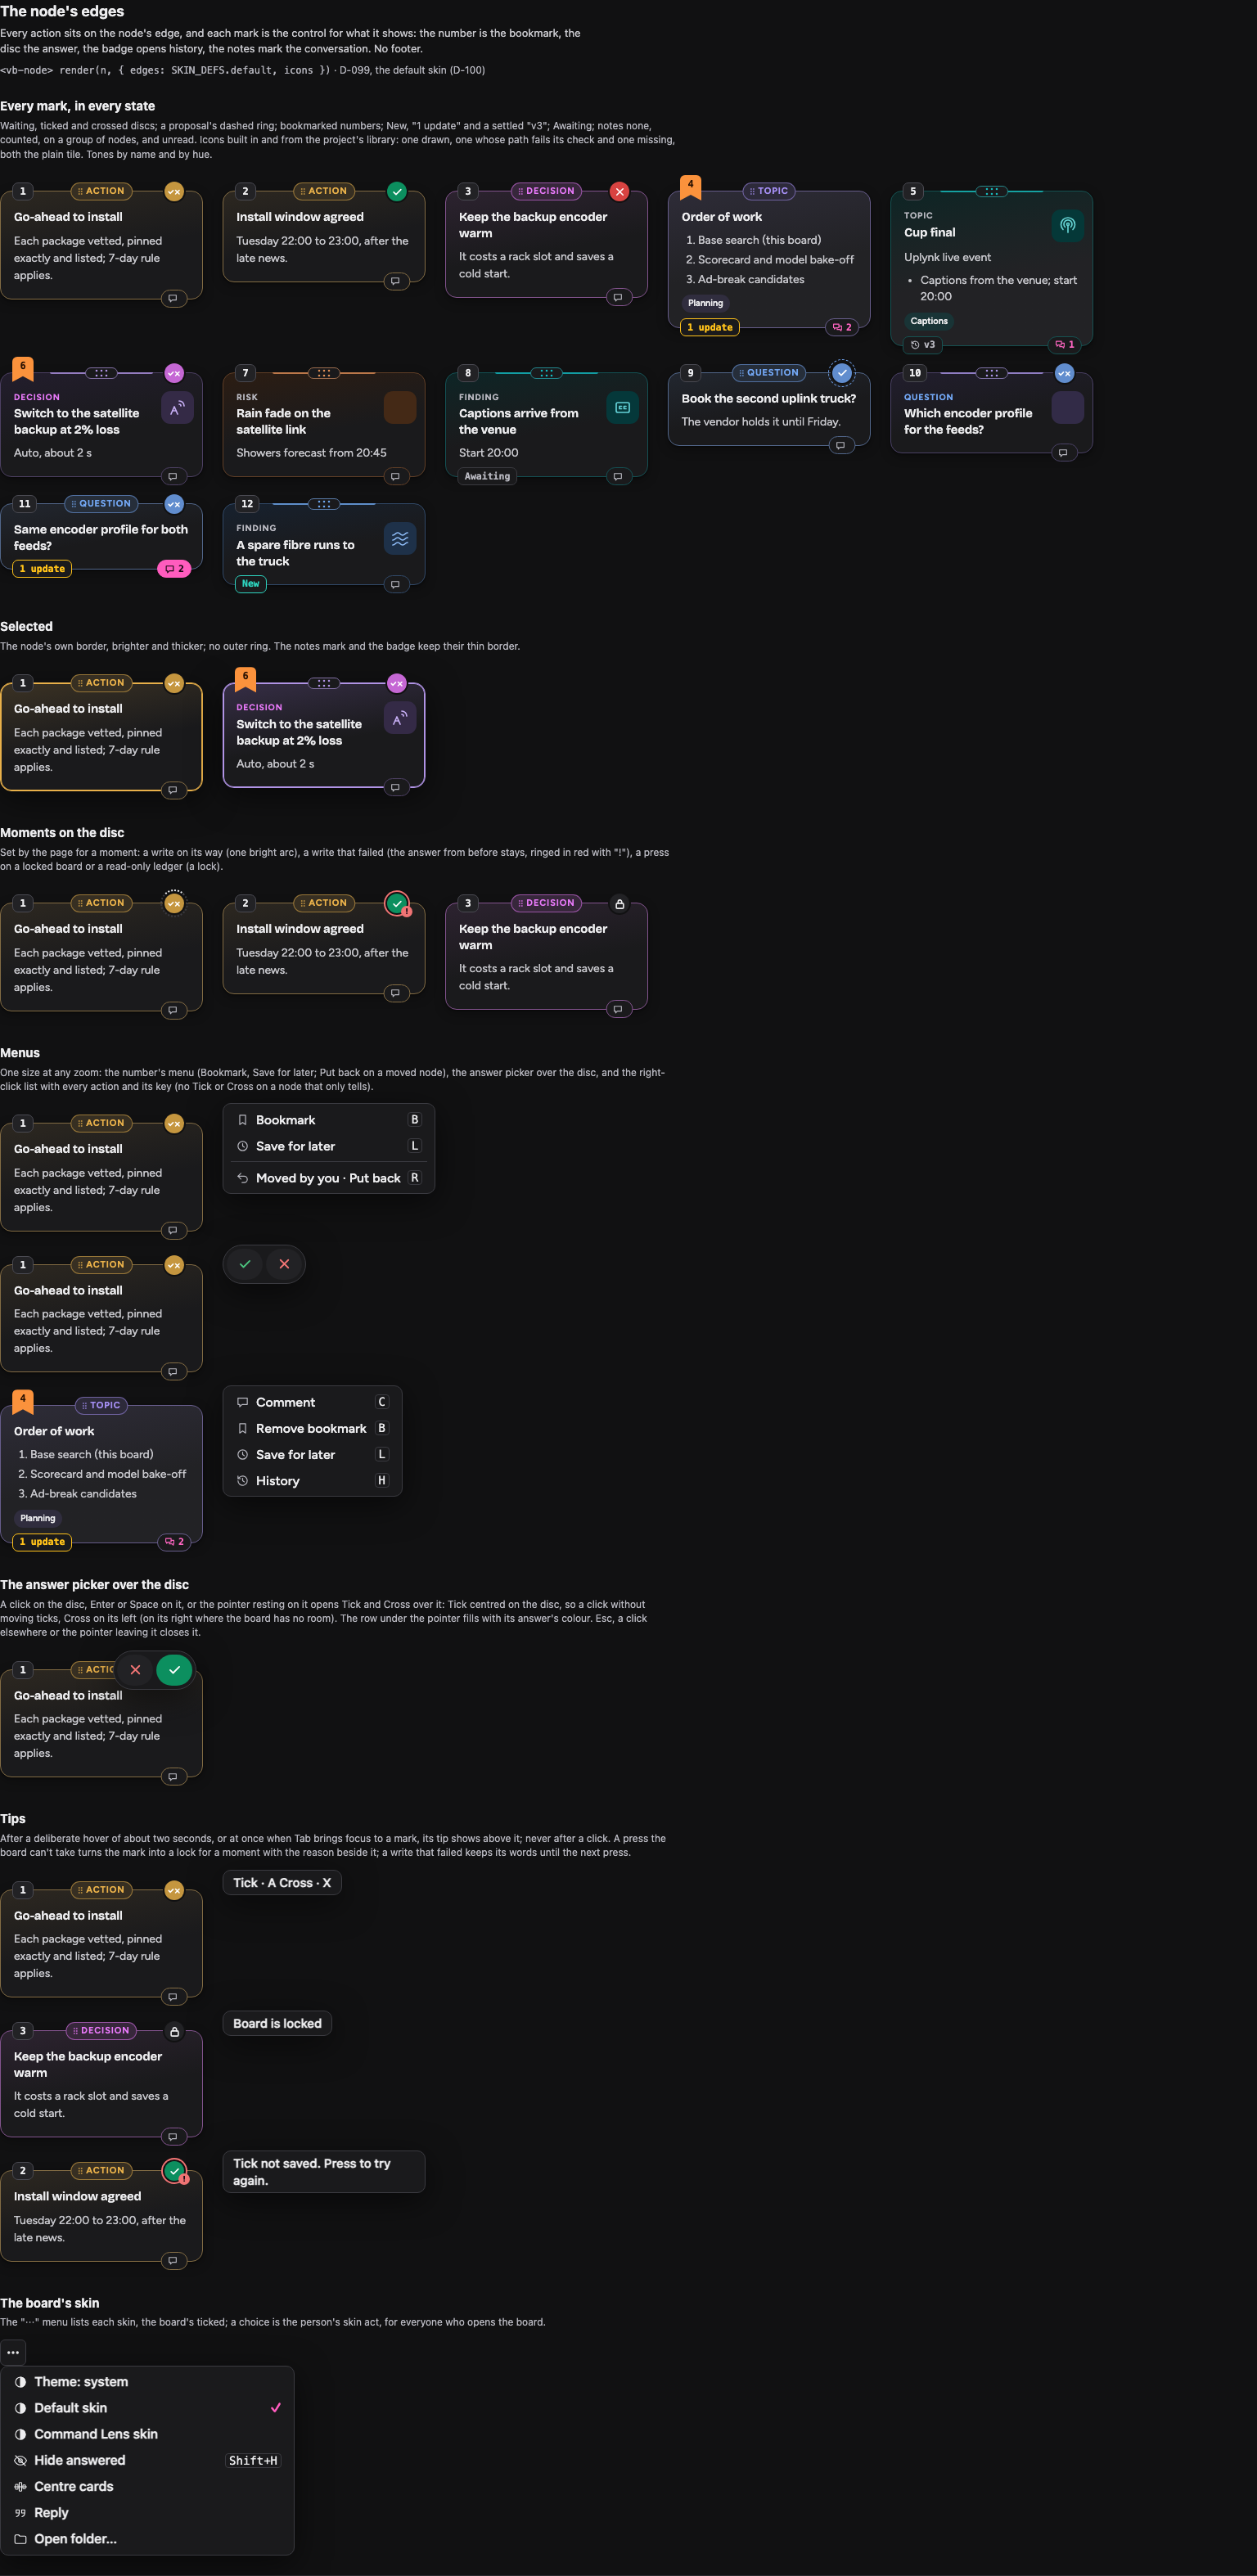 The node's edges
Every action sits on the node's edge, and each mark is the control for what it shows: the number is the bookmark, the
disc the answer, the badge opens history, the notes mark the conversation. No footer.
<vb-node> render(n, { edges: SKIN_DEFS.default, icons }) · D-099, the default skin (D-100)
Every mark, in every state
Waiting, ticked and crossed discs; a proposal's dashed ring; bookmarked numbers; New, "1 update" and a settled "v3"; Awaiting; notes none,
counted, on a group of nodes, and unread. Icons built in and from the project's library: one drawn, one whose path fails its check and one missing,
both the plain tile. Tones by name and by hue.
1 ACTION
Go-ahead to install
Each package vetted, pinned
exactly and listed; 7-day rule
applies.
2 ACTION
Install window agreed
Tuesday 22:00 to 23:00, after the
late news.
3 DECISION
Keep the backup encoder
warm
It costs a rack slot and saves a
cold start.
4 TOPIC
Order of work
1. Base search (this board)
2. Scorecard and model bake-off
3. Ad-break candidates
Planning
1 update 2
5
TOPIC
Cup final
Uplynk live event
• Captions from the venue; start
20:00
Captions
v3 1
6
DECISION
Switch to the satellite
backup at 2% loss
Auto, about 2 s
7
RISK
Rain fade on the
satellite link
Showers forecast from 20:45
8
FINDING
Captions arrive from
the venue
Start 20:00
Awaiting
9 QUESTION
Book the second uplink truck?
The vendor holds it until Friday.
10
QUESTION
Which encoder profile
for the feeds?
11 QUESTION
Same encoder profile for both
feeds?
1 update 2
12
FINDING
A spare fibre runs to
the truck
New
Selected
The node's own border, brighter and thicker; no outer ring. The notes mark and the badge keep their thin border.
1 ACTION
Go-ahead to install
Each package vetted, pinned
exactly and listed; 7-day rule
applies.
6
DECISION
Switch to the satellite
backup at 2% loss
Auto, about 2 s
Moments on the disc
Set by the page for a moment: a write on its way (one bright arc), a write that failed (the answer from before stays, ringed in red with "!"), a press
on a locked board or a read-only ledger (a lock).
1 ACTION
Go-ahead to install
Each package vetted, pinned
exactly and listed; 7-day rule
applies.
2 ACTION
!
Install window agreed
Tuesday 22:00 to 23:00, after the
late news.
3 DECISION
Keep the backup encoder
warm
It costs a rack slot and saves a
cold start.
Menus
One size at any zoom: the number's menu (Bookmark, Save for later; Put back on a moved node), the answer picker over the disc, and the right-
click list with every action and its key (no Tick or Cross on a node that only tells).
1 ACTION
Go-ahead to install
Each package vetted, pinned
exactly and listed; 7-day rule
applies.
Bookmark B
Save for later L
Moved by you · Put back R
1 ACTION
Go-ahead to install
Each package vetted, pinned
exactly and listed; 7-day rule
applies.
4 TOPIC
Order of work
1. Base search (this board)
2. Scorecard and model bake-off
3. Ad-break candidates
Planning
1 update 2
Comment C
Remove bookmark B
Save for later L
History H
The answer picker over the disc
A click on the disc, Enter or Space on it, or the pointer resting on it opens Tick and Cross over it: Tick centred on the disc, so a click without
moving ticks, Cross on its left (on its right where the board has no room). The row under the pointer fills with its answer's colour. Esc, a click
elsewhere or the pointer leaving it closes it.
1 ACTIO
Go-ahead to install
Each package vetted, pinned
exactly and listed; 7-day rule
applies.
Tips
After a deliberate hover of about two seconds, or at once when Tab brings focus to a mark, its tip shows above it; never after a click. A press the
board can't take turns the mark into a lock for a moment with the reason beside it; a write that failed keeps its words until the next press.
1 ACTION
Go-ahead to install
Each package vetted, pinned
exactly and listed; 7-day rule
applies.
Tick · A Cross · X
3 DECISION
Keep the backup encoder
warm
It costs a rack slot and saves a
cold start.
Board is locked
2 ACTION
!
Install window agreed
Tuesday 22:00 to 23:00, after the
late news.
Tick not saved. Press to try
again.
The board's skin
The "···" menu lists each skin, the board's ticked; a choice is the person's skin act, for everyone who opens the board.
···
Theme: system
Default skin
Command Lens skin
Hide answered Shift+H
Centre cards
Reply
Open folder...